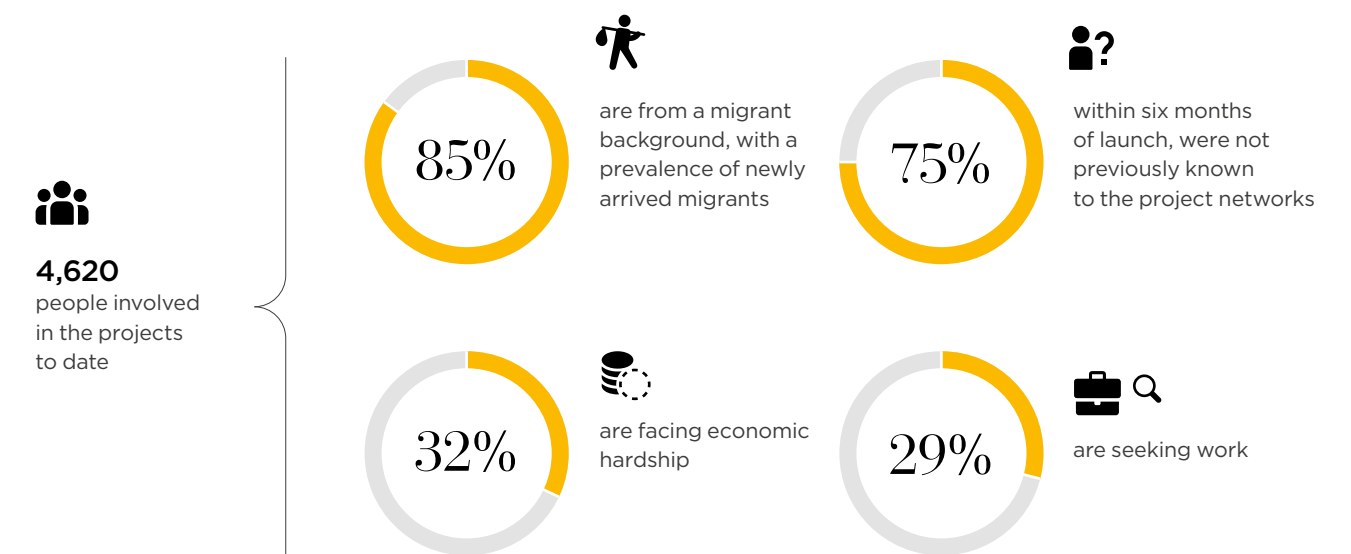 4,620
people involved
in the projects
to date
85%
are from a migrant
background, with a
prevalence of newly
arrived migrants
75%
within six months
of launch, were not
previously known
to the project networks
32%
are facing economic
hardship
29%
are seeking work